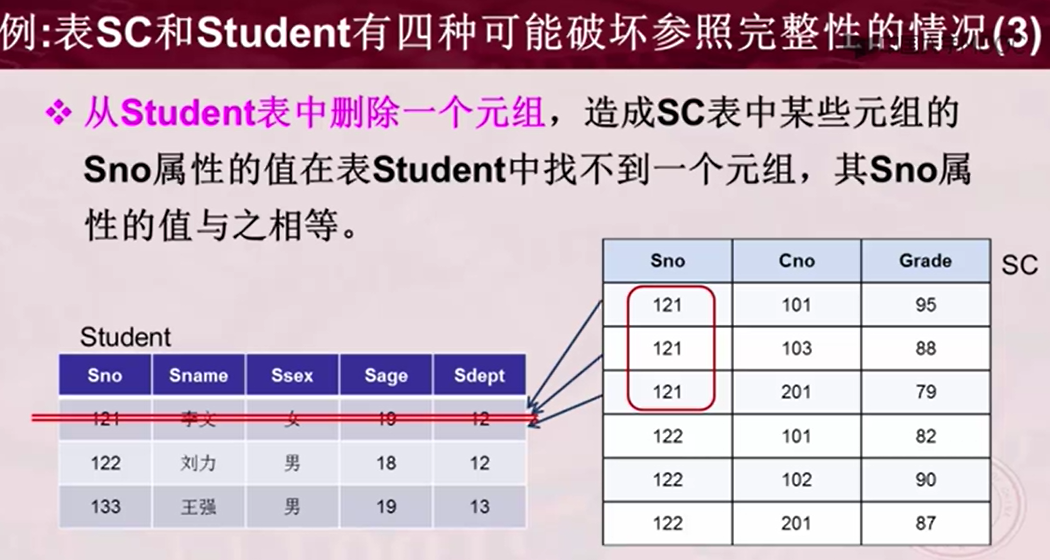 例:表SC和Student有四种可能破坏参照完整性的情况(3)
❖ 从Student表中删除一个元组，造成SC表中某些元组的
Sno属性的值在表Student中找不到一个元组，其Sno属
性的值与之相等。
SC
Sno Cno Grade
121 101 95
121 103 88
121 201 79
122 101 82
122 102 90
122 201 87
Student
Sno Sname Ssex Sage Sdept
121 李文 女 19 12
122 刘力 男 18 12
133 王强 男 19 13